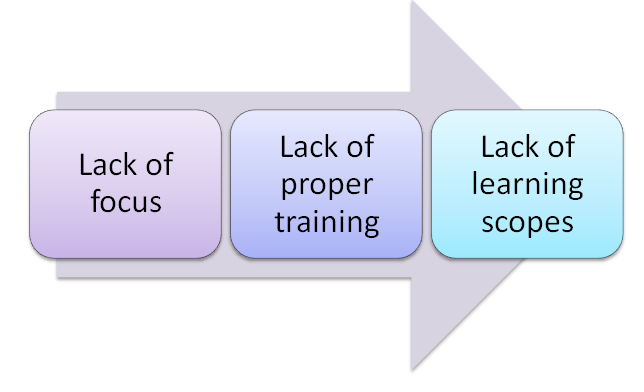 Lack of
focus
Lack of
proper
training
Lack of
learning
scopes